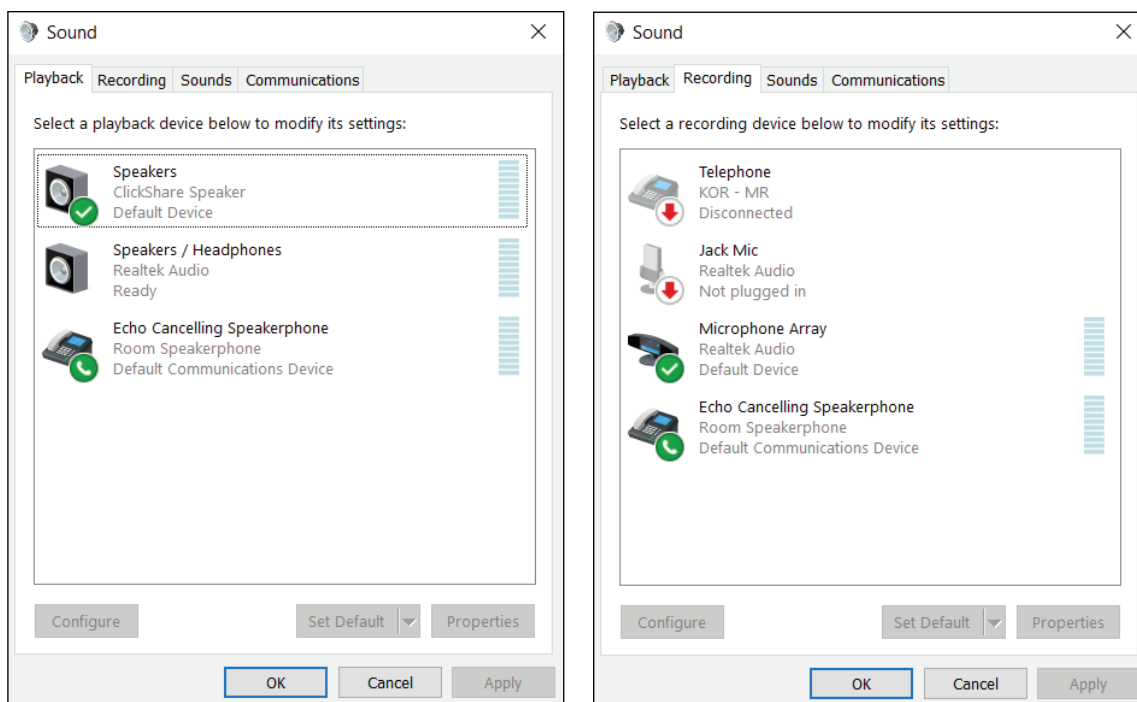 Sound
Playback Recording Sounds Communications
Select a playback device below to modify its settings:
Speakers
ClickShare Speaker
Default Device
Speakers / Headphones
Realtek Audio
Ready
Echo Cancelling Speakerphone
Room Speakerphone
Default Communications Device
Configure Set Default Properties
OK Cancel Apply
Sound
Playback Recording Sounds Communications
Select a recording device below to modify its settings:
Telephone
KOR - MR
Disconnected
Jack Mic
Realtek Audio
Not plugged in
Microphone Array
Realtek Audio
Default Device
Echo Cancelling Speakerphone
Room Speakerphone
Default Communications Device
Configure Set Default Properties
OK Cancel Apply